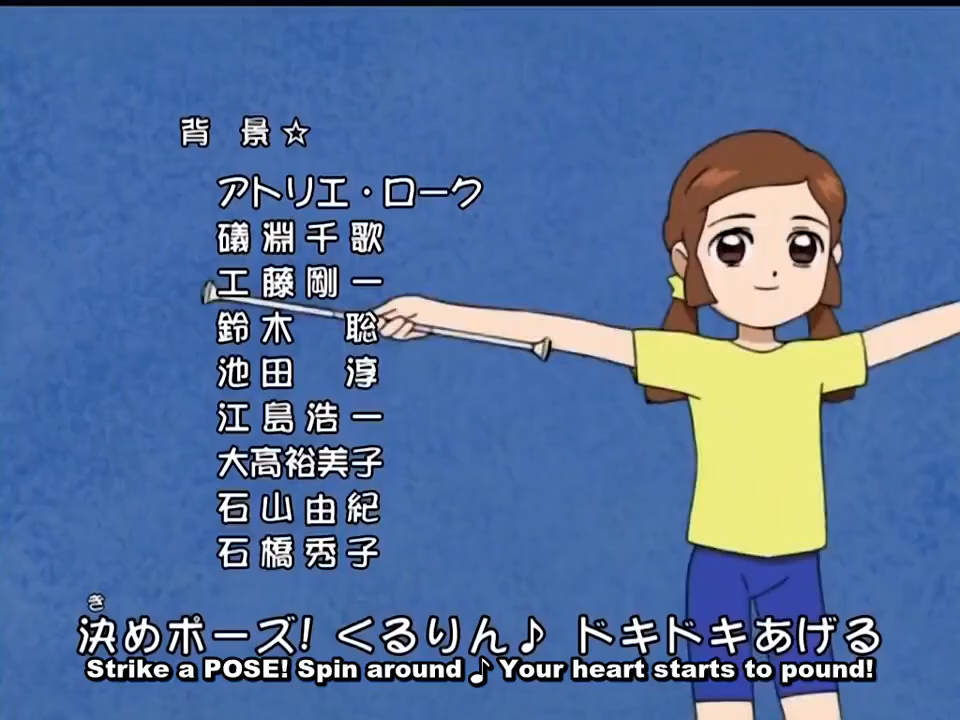 背 景☆
アトリエ・ローク
礒淵千歌
工藤剛一
鈴木 聡
池田 淳
江島浩一
大高裕美子
石山由紀
石橋秀子
き
決めポーズ! くるりん♪ ドキドキあげる
Strike a POSE! Spin around ♪ Your heart starts to pound!